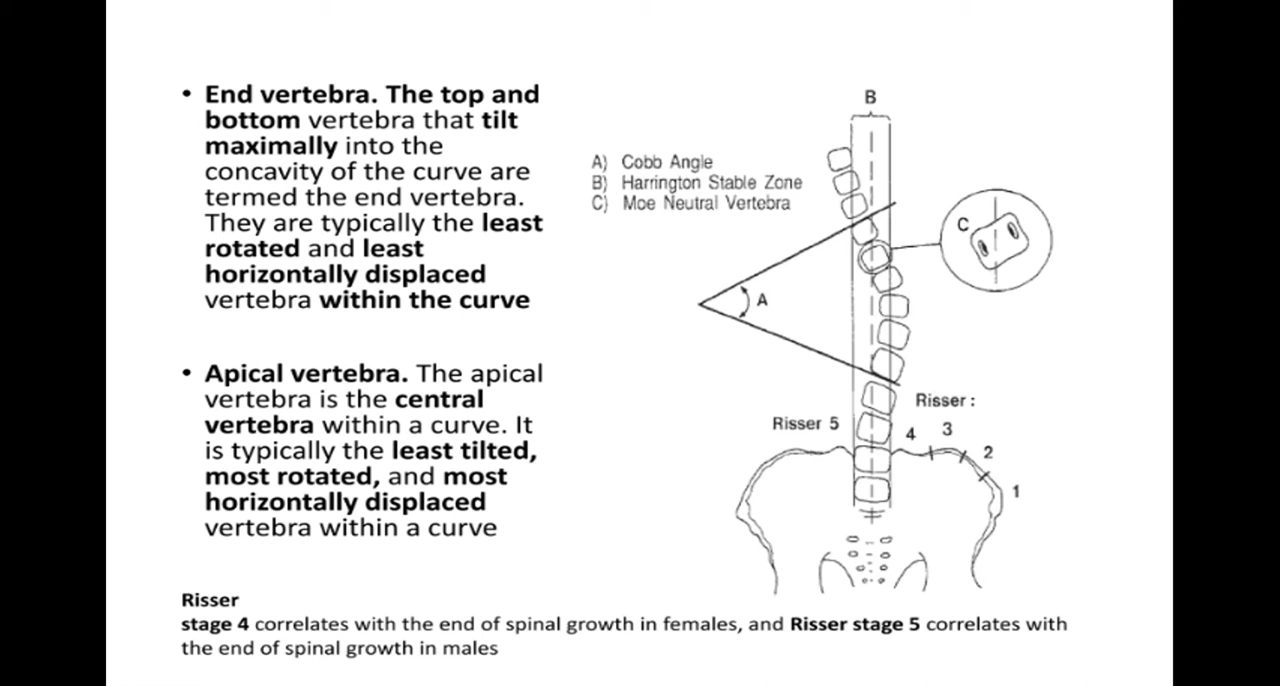 • End vertebra. The top and
bottom vertebra that tilt
maximally into the
concavity of the curve are
termed the end vertebra.
They are typically the least
rotated and least
horizontally displaced
vertebra within the curve
• Apical vertebra. The apical
vertebra is the central
vertebra within a curve. It
is typically the least tilted,
most rotated, and most
horizontally displaced
vertebra within a curve
A) Cobb Angle
B) Harrington Stable Zone
C) Moe Neutral Vertebra
B
C
A
Risser :
Risser 5
4
3
2
1
Risser
stage 4 correlates with the end of spinal growth in females, and Risser stage 5 correlates with
the end of spinal growth in males